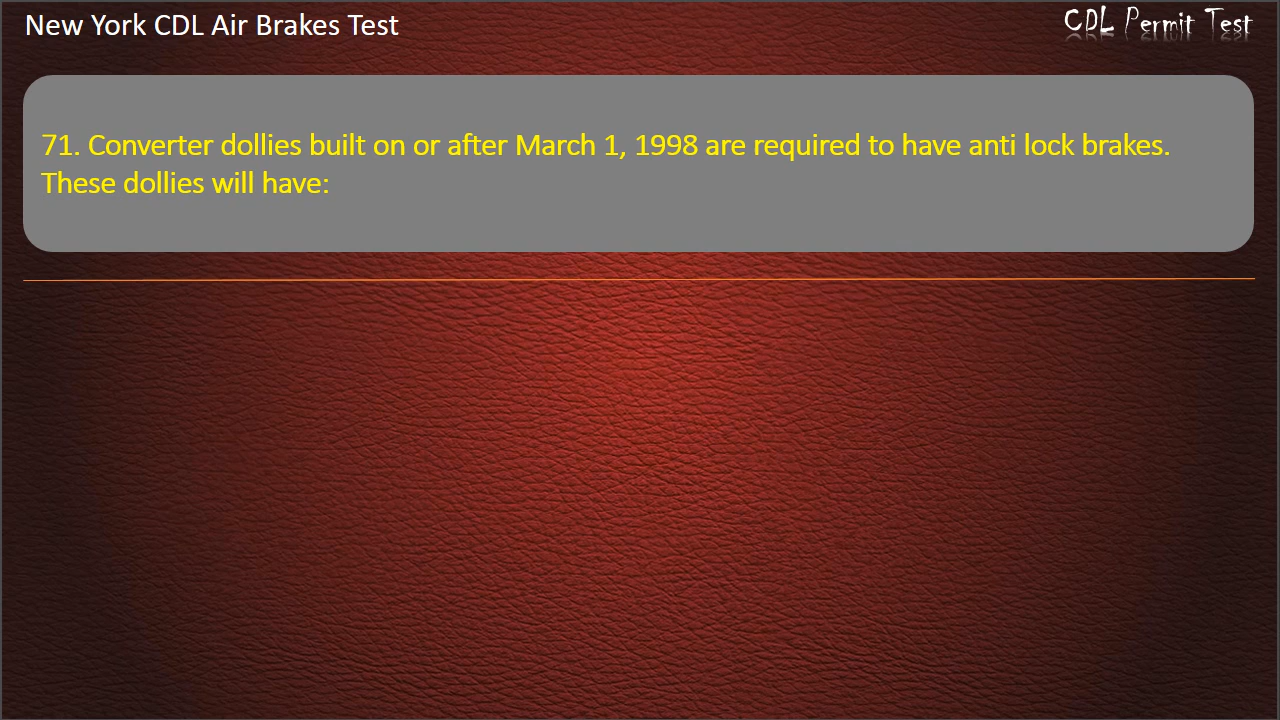 New York CDL Air Brakes Test
CDL Permit Test
71. Converter dollies built on or after March 1, 1998 are required to have anti lock brakes.
These dollies will have: